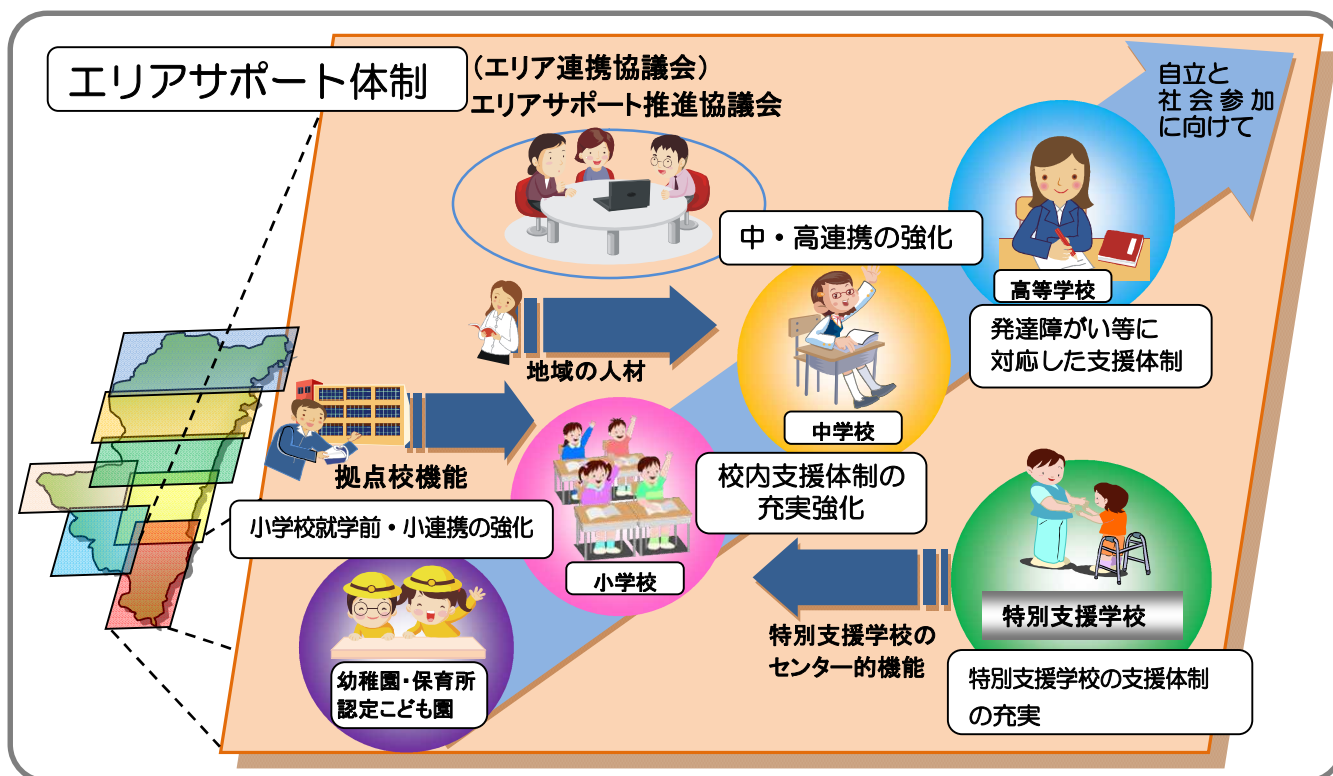 エリアサポート体制
（エリア連携協議会）
エリアサポート推進協議会
自立と
社会参加
に向けて
中・高連携の強化
高等学校
発達障がい等に
対応した支援体制
地域の人材
中学校
拠点校機能
校内支援体制の
充実強化
小学校就学前・小連携の強化
小学校
特別支援学校
特別支援学校の
センター的機能
幼稚園・保育所
認定こども園
特別支援学校の支援体制
の充実